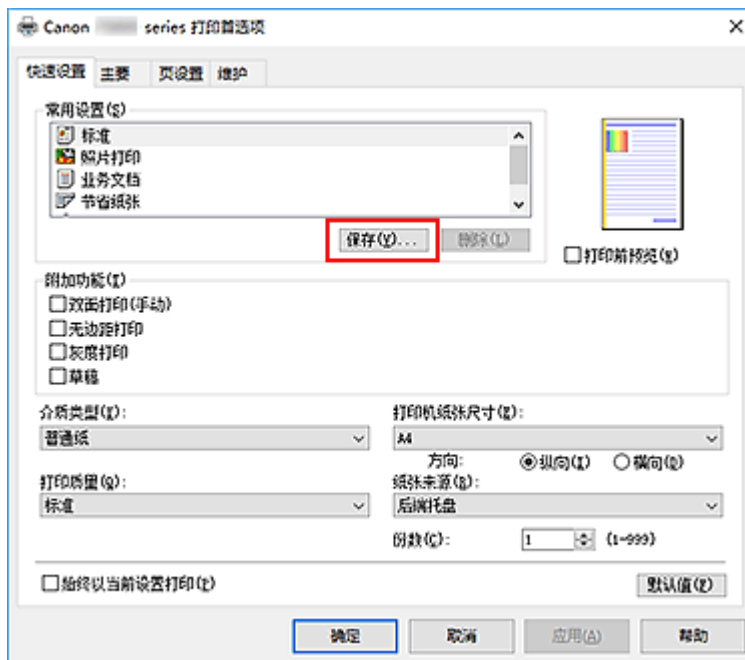 Canon series 打印首选项
快速设置 主要 页设置 维护
常用设置(S)
标准
照片打印
业务文档
节省纸张
保存(V)... 删除(L)
打印前预览(W)
附加功能(I)
双面打印(手动)
无边距打印
灰度打印
草稿
介质类型(Y): 打印机纸张尺寸(Z):
普通纸 A4
方向: 纵向(I) 横向(D)
打印质量(Q): 纸张来源(B):
标准 后端托盘
份数(C): 1 (1-999)
始终以当前设置打印(P) 默认值(F)
确定 取消 应用(A) 帮助